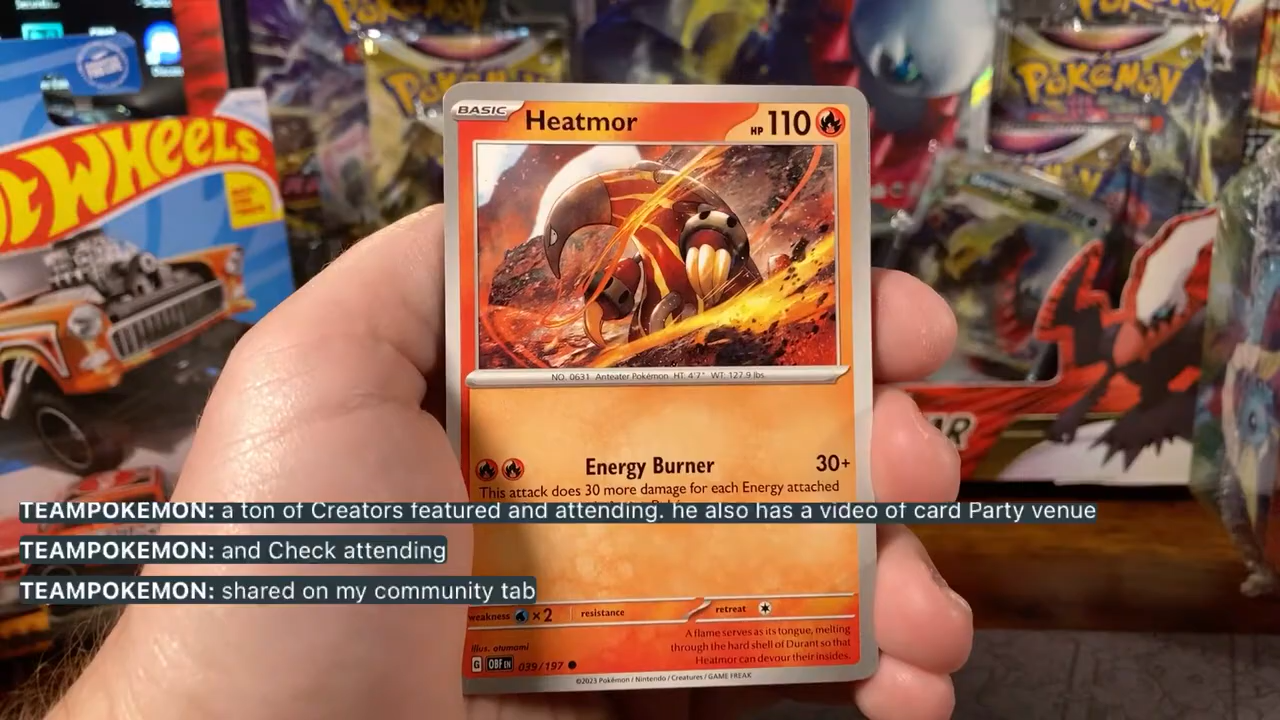 POKÉMON
POKÉMON
HOT WHEELS
BASIC
Heatmor
HP 110
NO. 0631 Anteater Pokémon HT: 4'7" WT: 127.9 lbs.
Energy Burner 30+
This attack does 30 more damage for each Energy attached
TEAMPOKEMON: a ton of Creators featured and attending. he also has a video of card Party venue
TEAMPOKEMON: and Check attending
TEAMPOKEMON: shared on my community tab
weakness ×2 resistance retreat
A flame serves as its tongue, melting
through the hard shell of Durant so that
Heatmor can devour their insides.
Illus. otumami
G OBF EN 039/197
©2023 Pokémon / Nintendo / Creatures / GAME FREAK